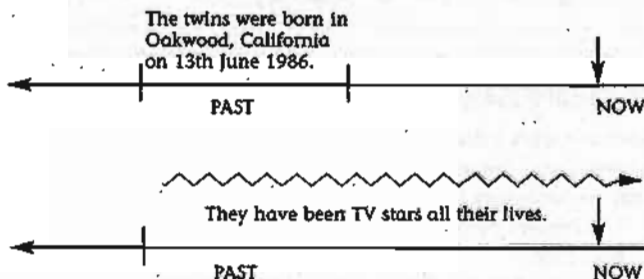 The twins were born in
Oakwood, California
on 13th June 1986.
PAST NOW
They have been TV stars all their lives.
PAST NOW